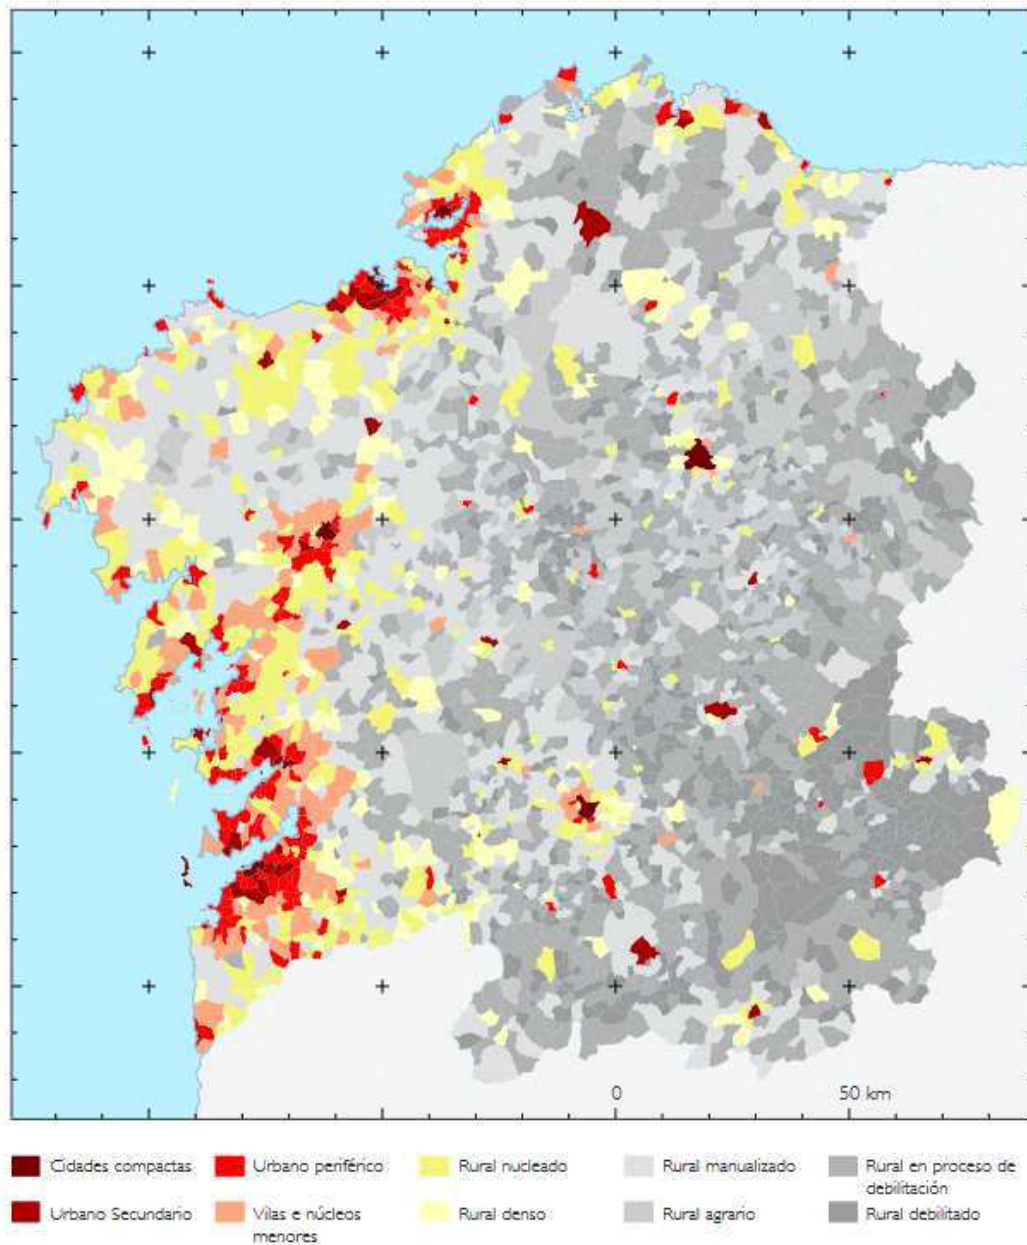 0 50 km
Cidades compactas
Urbano periférico
Rural nucleado
Rural manualizado
Rural en proceso de
debilitación
Urbano Secundario
Vilas e núcleos
menores
Rural denso
Rural agrario
Rural debilitado